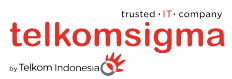 trusted · IT · company
telkomsigma
by Telkom Indonesia